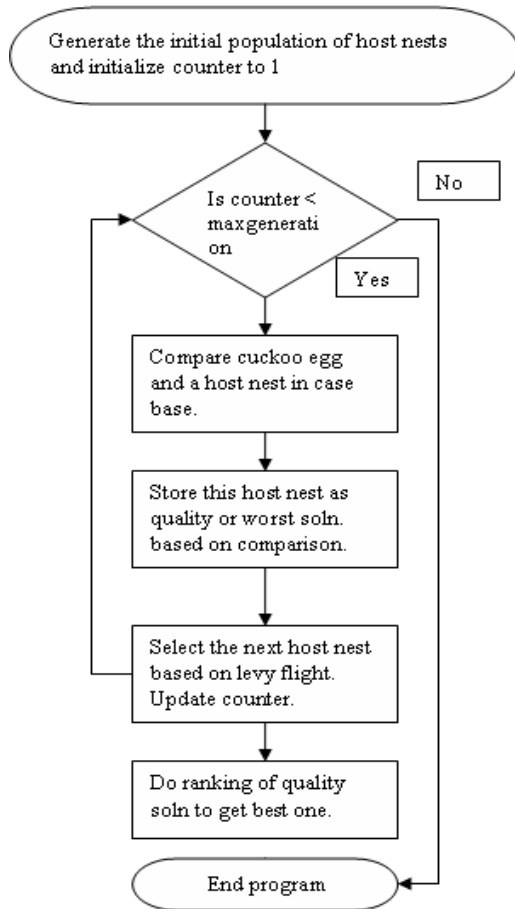 Generate the initial population of host nests
and initialize counter to 1
No
Is counter <
maxgenerati
on
Yes
Compare cuckoo egg
and a host nest in case
base.
Store this host nest as
quality or worst soln.
based on comparison.
Select the next host nest
based on levy flight.
Update counter.
Do ranking of quality
soln to get best one.
End program